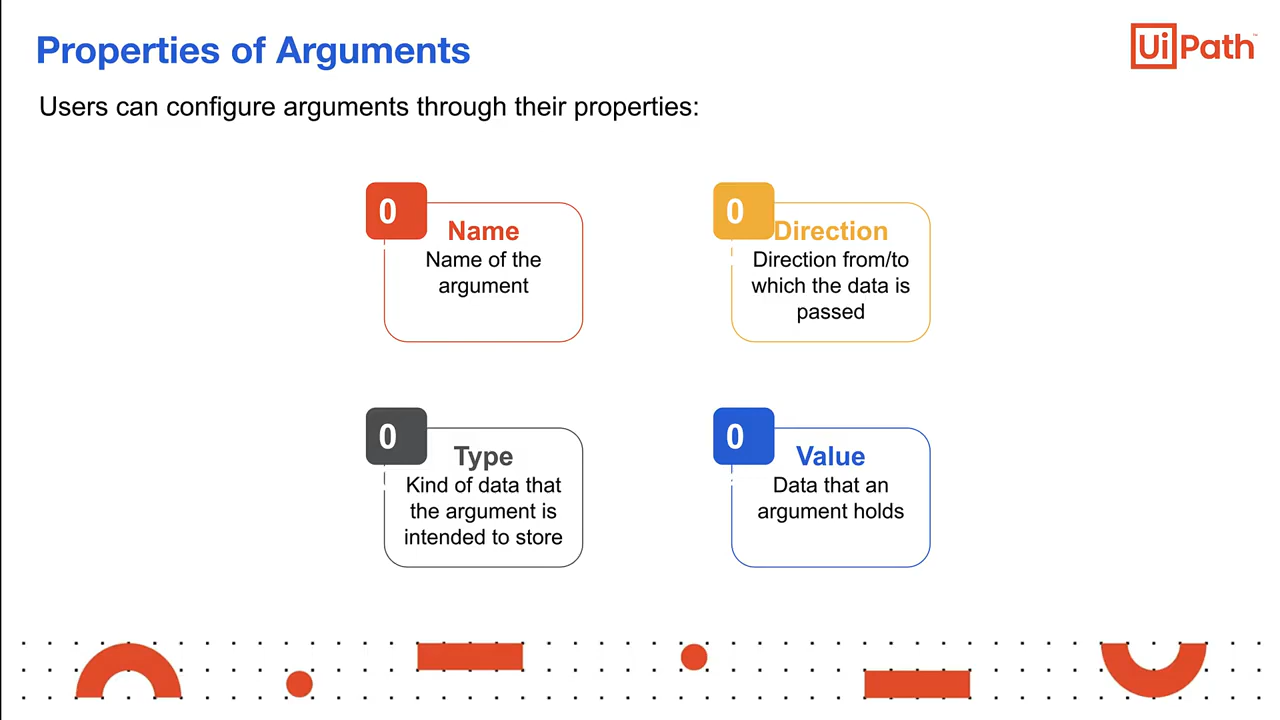 Properties of Arguments
UiPath™
Users can configure arguments through their properties:
0
Name
Name of the
argument
0
Direction
Direction from/to
which the data is
passed
0
Type
Kind of data that
the argument is
intended to store
0
Value
Data that an
argument holds